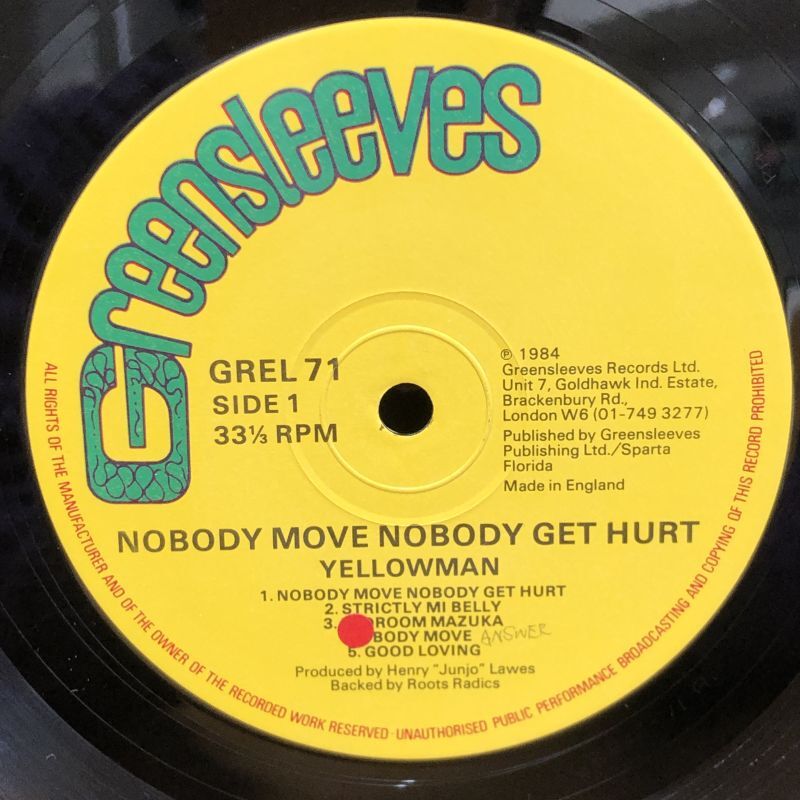 Greensleeves
GREL 71
SIDE 1
33⅓ RPM
℗ 1984
Greensleeves Records Ltd.
Unit 7, Goldhawk Ind. Estate,
Brackenbury Rd.,
London W6 (01-749 3277)
Published by Greensleeves
Publishing Ltd./Sparta
Florida
Made in England
NOBODY MOVE NOBODY GET HURT
YELLOWMAN
1. NOBODY MOVE NOBODY GET HURT
2. STRICTLY MI BELLY
3. MAZUKA
MOVE ANSWER
5. GOOD LOVING
Produced by Henry "Junjo" Lawes
Backed by Roots Radics
ALL RIGHTS OF THE MANUFACTURER AND OF THE OWNER OF THE RECORDED WORK RESERVED · UNAUTHORISED PUBLIC PERFORMANCE BROADCASTING AND COPYING OF THIS RECORD PROHIBITED